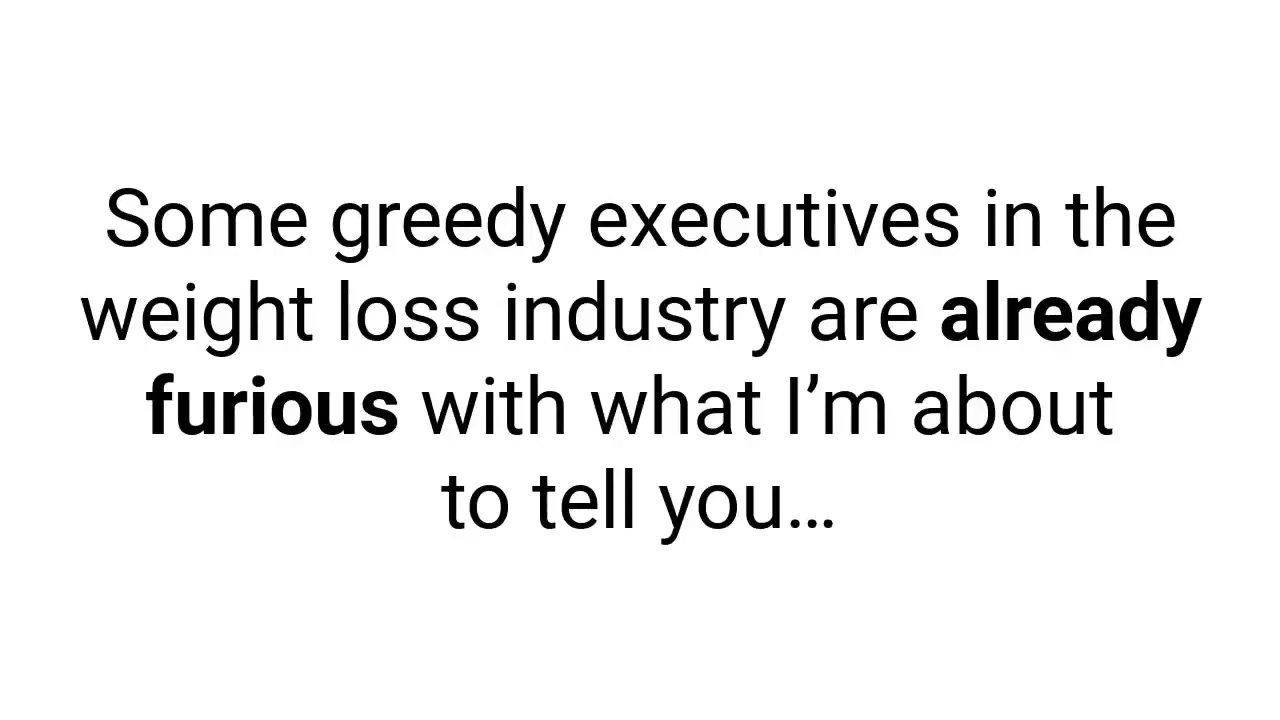 Some greedy executives in the
weight loss industry are already
furious with what I’m about
to tell you…